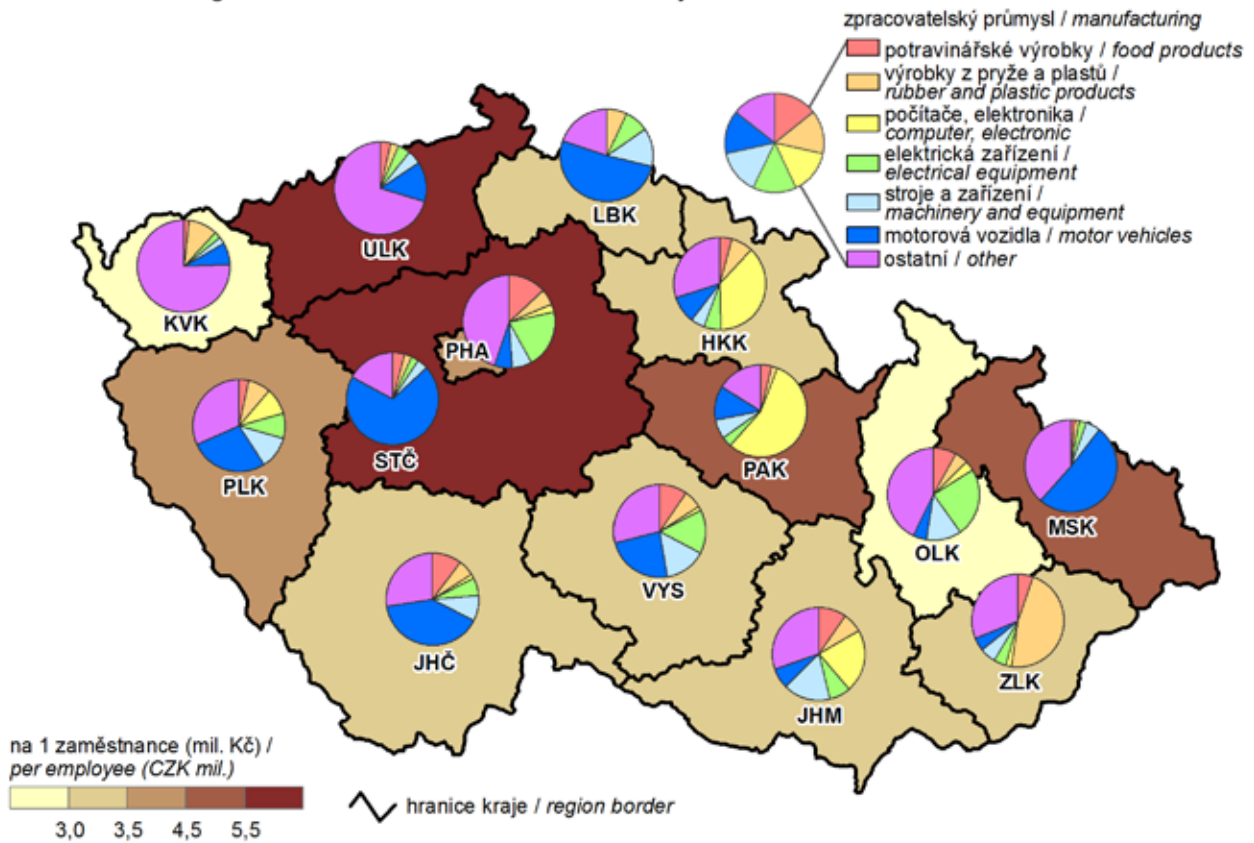 zpracovatelský průmysl / manufacturing
potravinářské výrobky / food products
výrobky z pryže a plastů /
rubber and plastic products
počítače, elektronika /
computer, electronic
elektrická zařízení /
electrical equipment
stroje a zařízení /
machinery and equipment
motorová vozidla / motor vehicles
ostatní / other
ULK
LBK
KVK
HKK
PHA
STČ
PLK
PAK
OLK
MSK
VYS
JHČ
JHM
ZLK
na 1 zaměstnance (mil. Kč) /
per employee (CZK mil.)
3,0 3,5 4,5 5,5
hranice kraje / region border